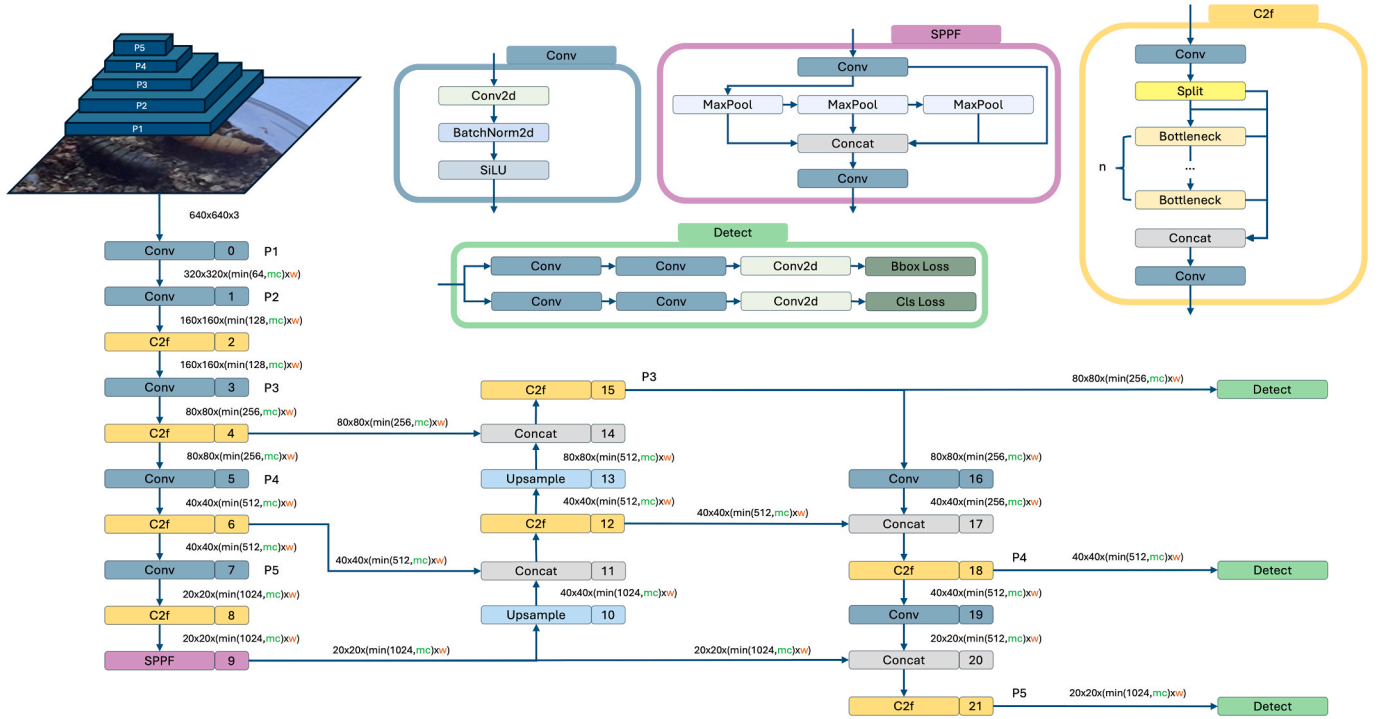 P5
P4
P3
P2
P1
Conv
Conv2d
BatchNorm2d
SiLU
SPPF
Conv
MaxPool
MaxPool
MaxPool
Concat
Conv
C2f
Conv
Split
Bottleneck
...
n
Bottleneck
Concat
Conv
Detect
Conv
Conv
Conv2d
Bbox Loss
Conv
Conv
Conv2d
Cls Loss
640x640x3
Conv 0 P1
320x320x(min(64,mc)xw)
Conv 1 P2
160x160x(min(128,mc)xw)
C2f 2
160x160x(min(128,mc)xw)
Conv 3 P3
80x80x(min(256,mc)xw)
C2f 4
80x80x(min(256,mc)xw)
80x80x(min(256,mc)xw)
Conv 5 P4
40x40x(min(512,mc)xw)
C2f 6
40x40x(min(512,mc)xw)
40x40x(min(512,mc)xw)
Conv 7 P5
20x20x(min(1024,mc)xw)
C2f 8
20x20x(min(1024,mc)xw)
SPPF 9
20x20x(min(1024,mc)xw)
C2f 15
P3
Concat 14
80x80x(min(512,mc)xw)
Upsample 13
40x40x(min(512,mc)xw)
C2f 12
40x40x(min(512,mc)xw)
Concat 11
40x40x(min(1024,mc)xw)
Upsample 10
20x20x(min(1024,mc)xw)
80x80x(min(256,mc)xw)
Detect
80x80x(min(256,mc)xw)
Conv 16
40x40x(min(256,mc)xw)
Concat 17
P4
40x40x(min(512,mc)xw)
C2f 18
Detect
40x40x(min(512,mc)xw)
Conv 19
20x20x(min(512,mc)xw)
Concat 20
P5
20x20x(min(1024,mc)xw)
C2f 21
Detect